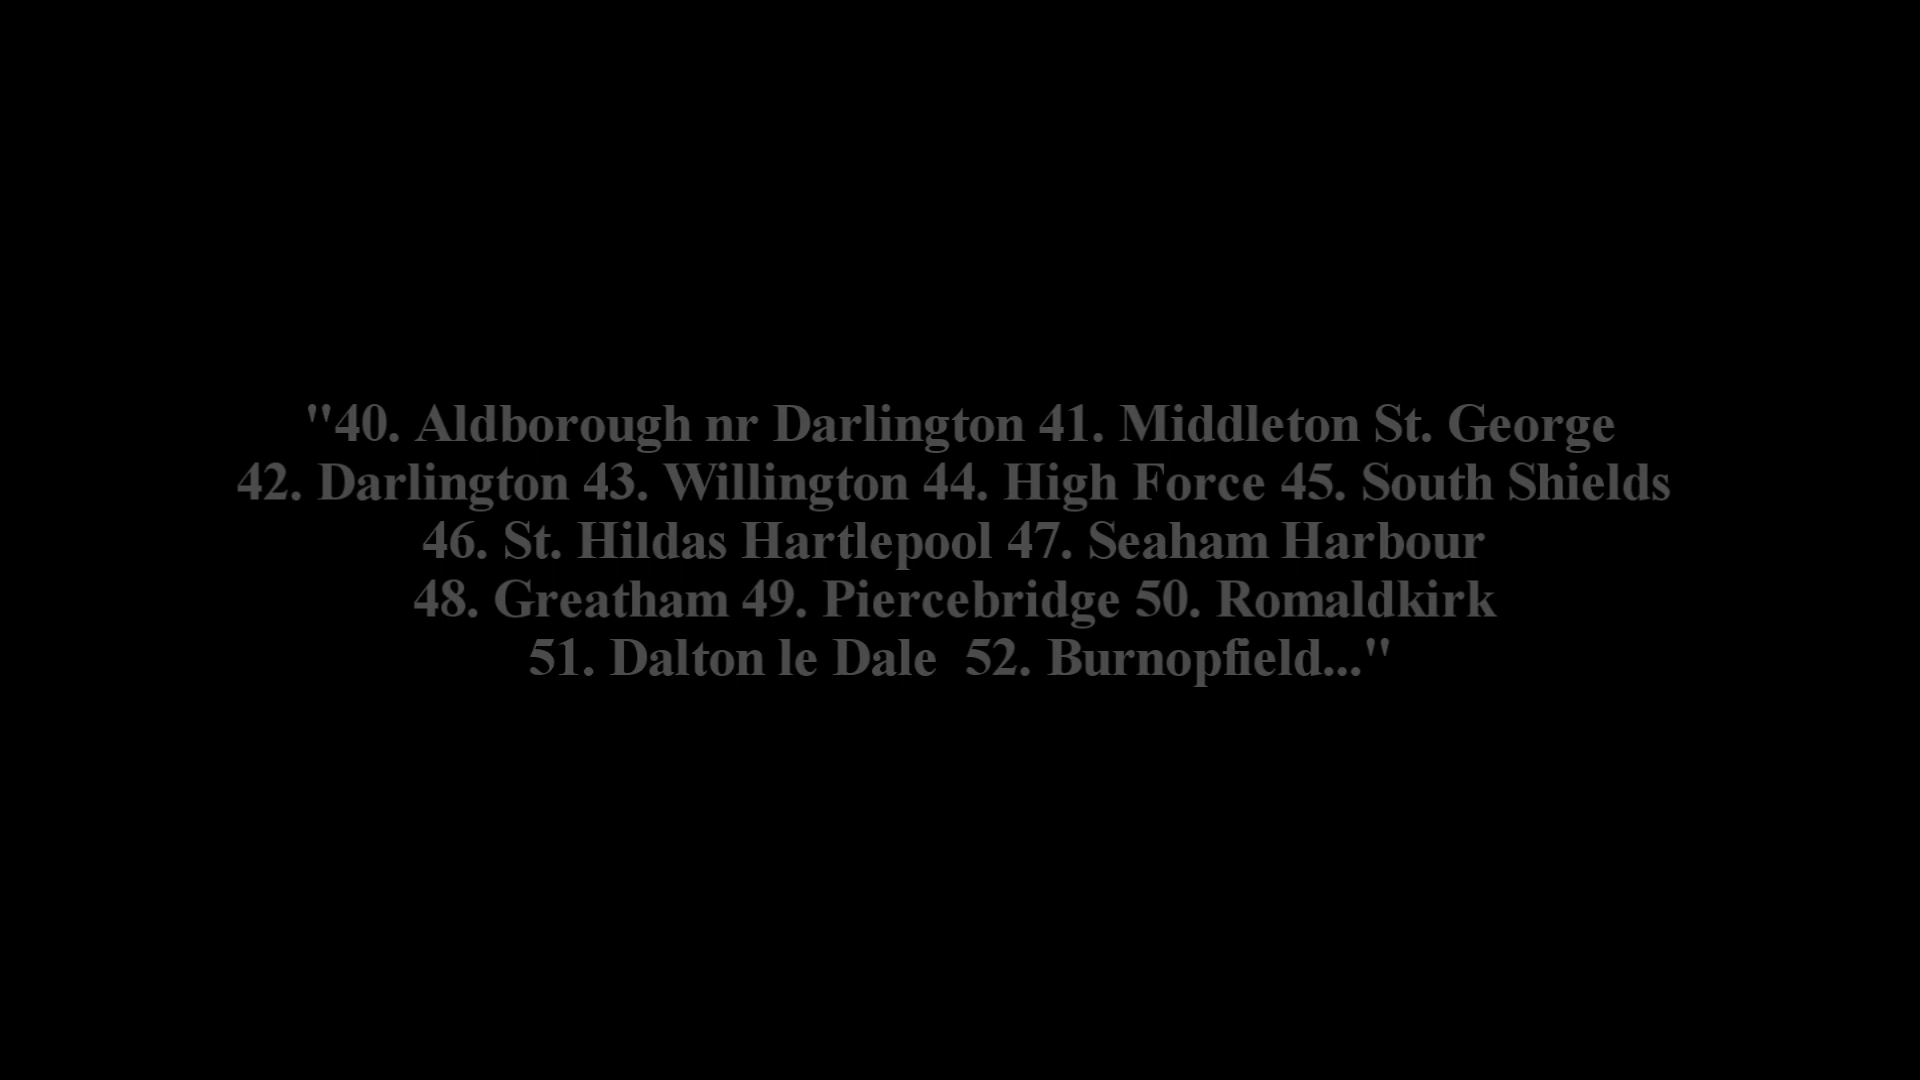 "40. Aldborough nr Darlington 41. Middleton St. George
42. Darlington 43. Willington 44. High Force 45. South Shields
46. St. Hildas Hartlepool 47. Seaham Harbour
48. Greatham 49. Piercebridge 50. Romaldkirk
51. Dalton le Dale  52. Burnopfield..."